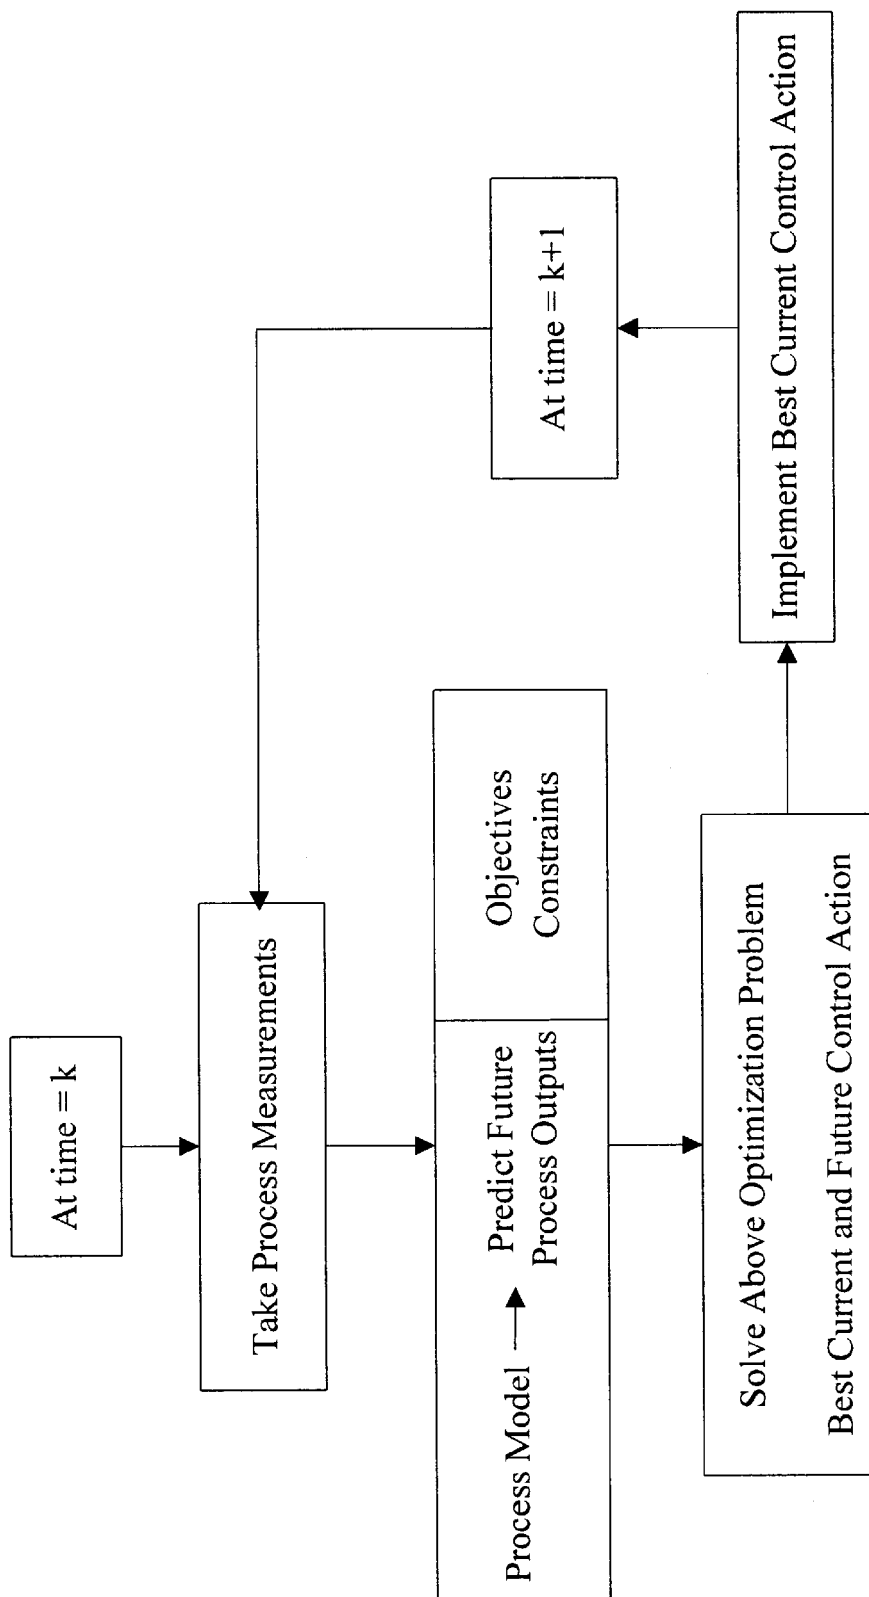 At time = k
Take Process Measurements
Process Model
Predict Future
Process Outputs
Objectives
Constraints
Solve Above Optimization Problem
Best Current and Future Control Action
Implement Best Current Control Action
At time = k+1